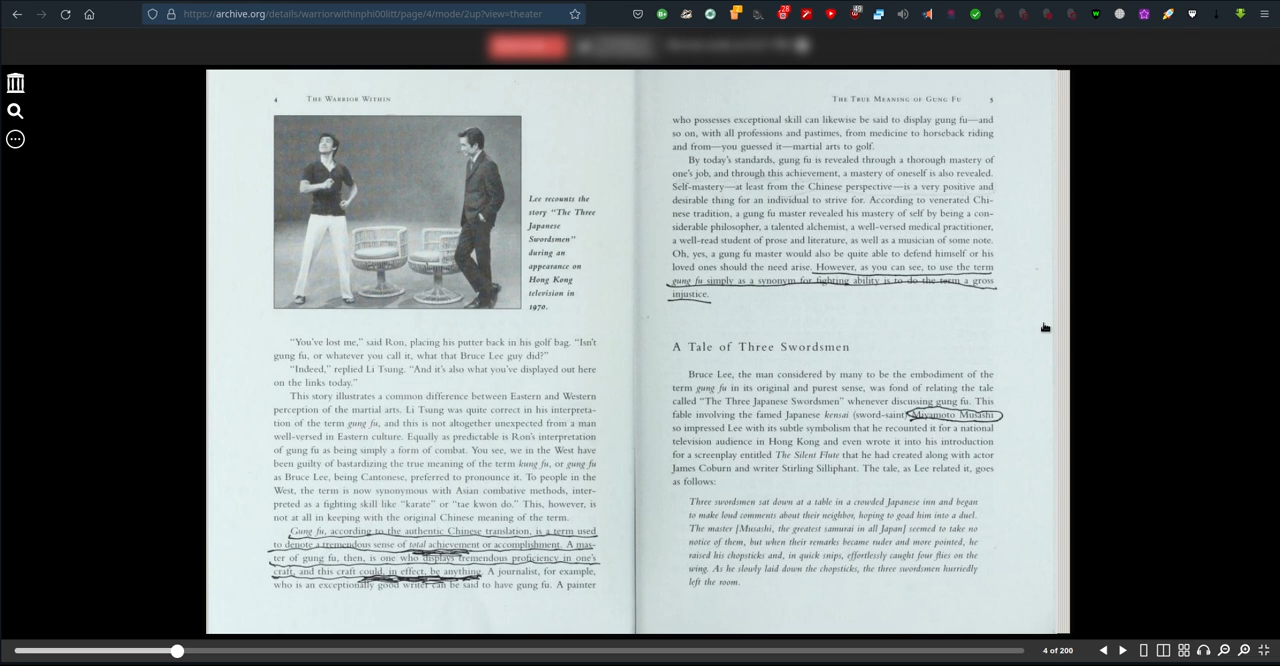 https://archive.org/details/warriorwithinphi00litt/page/4/mode/2up?view=theater
28
49
4 THE WARRIOR WITHIN
Lee recounts the
story "The Three
Japanese
Swordsmen"
during an
appearance on
Hong Kong
television in
1970.
"You've lost me," said Ron, placing his putter back in his golf bag. "Isn't
gung fu, or whatever you call it, what that Bruce Lee guy did?"
"Indeed," replied Li Tsung. "And it's also what you've displayed out here
on the links today."
This story illustrates a common difference between Eastern and Western
perception of the martial arts. Li Tsung was quite correct in his interpreta-
tion of the term gung fu, and this is not altogether unexpected from a man
well-versed in Eastern culture. Equally as predictable is Ron's interpretation
of gung fu as being simply a form of combat. You see, we in the West have
been guilty of bastardizing the true meaning of the term kung fu, or gung fu
as Bruce Lee, being Cantonese, preferred to pronounce it. To people in the
West, the term is now synonymous with Asian combative methods, inter-
preted as a fighting skill like "karate" or "tae kwon do." This, however, is
not at all in keeping with the original Chinese meaning of the term.
Gung fu, according to the authentic Chinese translation, is a term used
to denote a tremendous sense of total achievement or accomplishment. A mas-
ter of gung fu, then, is one who displays tremendous proficiency in one's
craft, and this craft could, in effect, be anything. A journalist, for example,
who is an exceptionally good writer can be said to have gung fu. A painter
THE TRUE MEANING OF GUNG FU 5
who possesses exceptional skill can likewise be said to display gung fu—and
so on, with all professions and pastimes, from medicine to horseback riding
and from—you guessed it—martial arts to golf.
By today's standards, gung fu is revealed through a thorough mastery of
one's job, and through this achievement, a mastery of oneself is also revealed.
Self-mastery—at least from the Chinese perspective—is a very positive and
desirable thing for an individual to strive for. According to venerated Chi-
nese tradition, a gung fu master revealed his mastery of self by being a con-
siderable philosopher, a talented alchemist, a well-versed medical practitioner,
a well-read student of prose and literature, as well as a musician of some note.
Oh, yes, a gung fu master would also be quite able to defend himself or his
loved ones should the need arise. However, as you can see, to use the term
gung fu simply as a synonym for fighting ability is to do the term a gross
injustice.
A Tale of Three Swordsmen
Bruce Lee, the man considered by many to be the embodiment of the
term gung fu in its original and purest sense, was fond of relating the tale
called "The Three Japanese Swordsmen" whenever discussing gung fu. This
fable involving the famed Japanese kensai (sword-saint) Miyamoto Musashi
so impressed Lee with its subtle symbolism that he recounted it for a national
television audience in Hong Kong and even wrote it into his introduction
for a screenplay entitled The Silent Flute that he had created along with actor
James Coburn and writer Stirling Silliphant. The tale, as Lee related it, goes
as follows:
Three swordsmen sat down at a table in a crowded Japanese inn and began
to make loud comments about their neighbor, hoping to goad him into a duel.
The master [Musashi, the greatest samurai in all Japan] seemed to take no
notice of them, but when their remarks became ruder and more pointed, he
raised his chopsticks and, in quick snips, effortlessly caught four flies on the
wing. As he slowly laid down the chopsticks, the three swordsmen hurriedly
left the room.
4 of 200